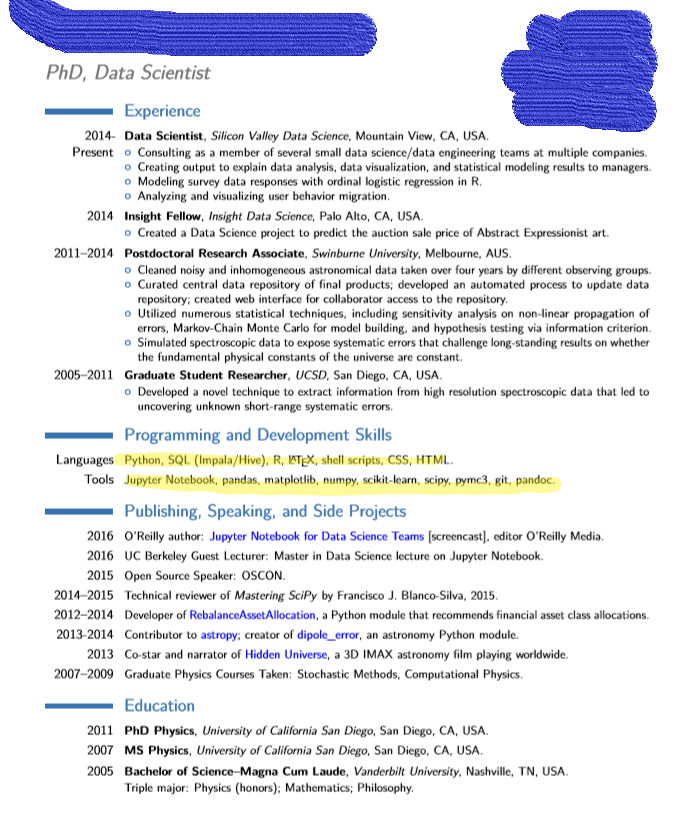 PhD, Data Scientist
Experience
2014- Data Scientist, Silicon Valley Data Science, Mountain View, CA, USA.
Present Consulting as a member of several small data science/data engineering teams at multiple companies.
Creating output to explain data analysis, data visualization, and statistical modeling results to managers.
Modeling survey data responses with ordinal logistic regression in R.
Analyzing and visualizing user behavior migration.
2014 Insight Fellow, Insight Data Science, Palo Alto, CA, USA.
Created a Data Science project to predict the auction sale price of Abstract Expressionist art.
2011–2014 Postdoctoral Research Associate, Swinburne University, Melbourne, AUS.
Cleaned noisy and inhomogeneous astronomical data taken over four years by different observing groups.
Curated central data repository of final products; developed an automated process to update data
repository; created web interface for collaborator access to the repository.
Utilized numerous statistical techniques, including sensitivity analysis on non-linear propagation of
errors, Markov-Chain Monte Carlo for model building, and hypothesis testing via information criterion.
Simulated spectroscopic data to expose systematic errors that challenge long-standing results on whether
the fundamental physical constants of the universe are constant.
2005–2011 Graduate Student Researcher, UCSD, San Diego, CA, USA.
Developed a novel technique to extract information from high resolution spectroscopic data that led to
uncovering unknown short-range systematic errors.
Programming and Development Skills
Languages Python, SQL (Impala/Hive), R, LATEX, shell scripts, CSS, HTML.
Tools Jupyter Notebook, pandas, matplotlib, numpy, scikit-learn, scipy, pymc3, git, pandoc.
Publishing, Speaking, and Side Projects
2016 O'Reilly author: Jupyter Notebook for Data Science Teams [screencast], editor O'Reilly Media.
2016 UC Berkeley Guest Lecturer: Master in Data Science lecture on Jupyter Notebook.
2015 Open Source Speaker: OSCON.
2014–2015 Technical reviewer of Mastering SciPy by Francisco J. Blanco-Silva, 2015.
2012–2014 Developer of RebalanceAssetAllocation, a Python module that recommends financial asset class allocations.
2013-2014 Contributor to astropy; creator of dipole_error, an astronomy Python module.
2013 Co-star and narrator of Hidden Universe, a 3D IMAX astronomy film playing worldwide.
2007–2009 Graduate Physics Courses Taken: Stochastic Methods, Computational Physics.
Education
2011 PhD Physics, University of California San Diego, San Diego, CA, USA.
2007 MS Physics, University of California San Diego, San Diego, CA, USA.
2005 Bachelor of Science–Magna Cum Laude, Vanderbilt University, Nashville, TN, USA.
Triple major: Physics (honors); Mathematics; Philosophy.